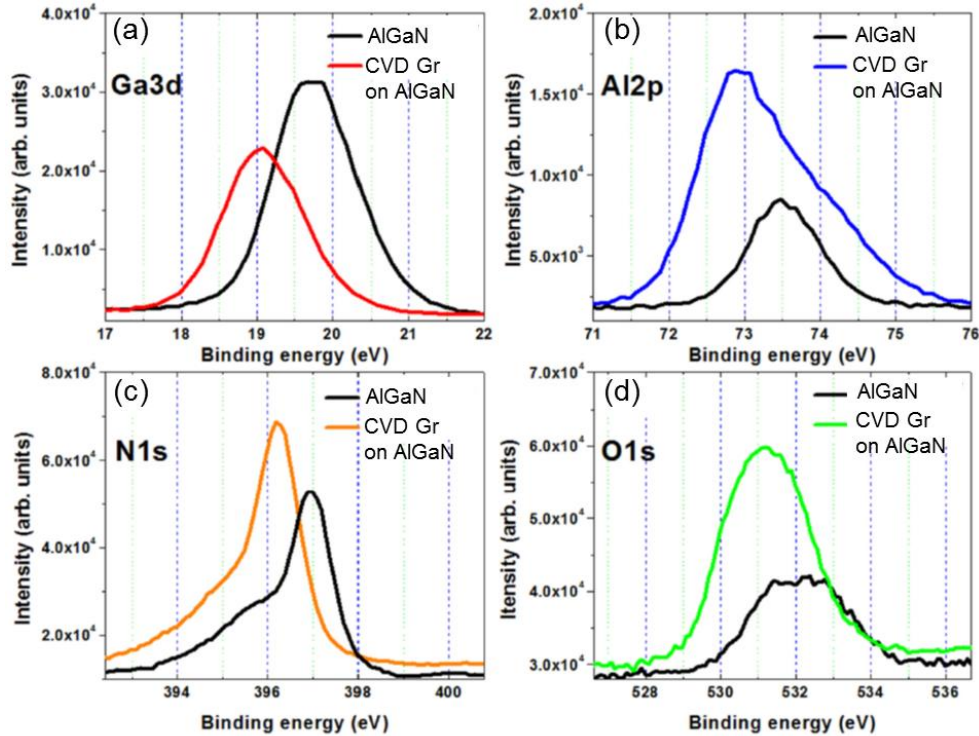 (a)
Ga3d
AlGaN
CVD Gr
on AlGaN
Intensity (arb. units)
4.0x10⁴
3.0x10⁴
2.0x10⁴
1.0x10⁴
17 18 19 20 21 22
Binding energy (eV)
(b)
Al2p
AlGaN
CVD Gr
on AlGaN
Intensity (arb. units)
2.0x10⁴
1.5x10⁴
1.0x10⁴
5.0x10³
71 72 73 74 75 76
Binding energy (eV)
(c)
N1s
AlGaN
CVD Gr
on AlGaN
Intensity (arb. units)
8.0x10⁴
6.0x10⁴
4.0x10⁴
2.0x10⁴
394 396 398 400
Binding energy (eV)
(d)
O1s
AlGaN
CVD Gr
on AlGaN
Itensity (arb. units)
7.0x10⁴
6.0x10⁴
5.0x10⁴
4.0x10⁴
3.0x10⁴
528 530 532 534 536
Binding energy (eV)